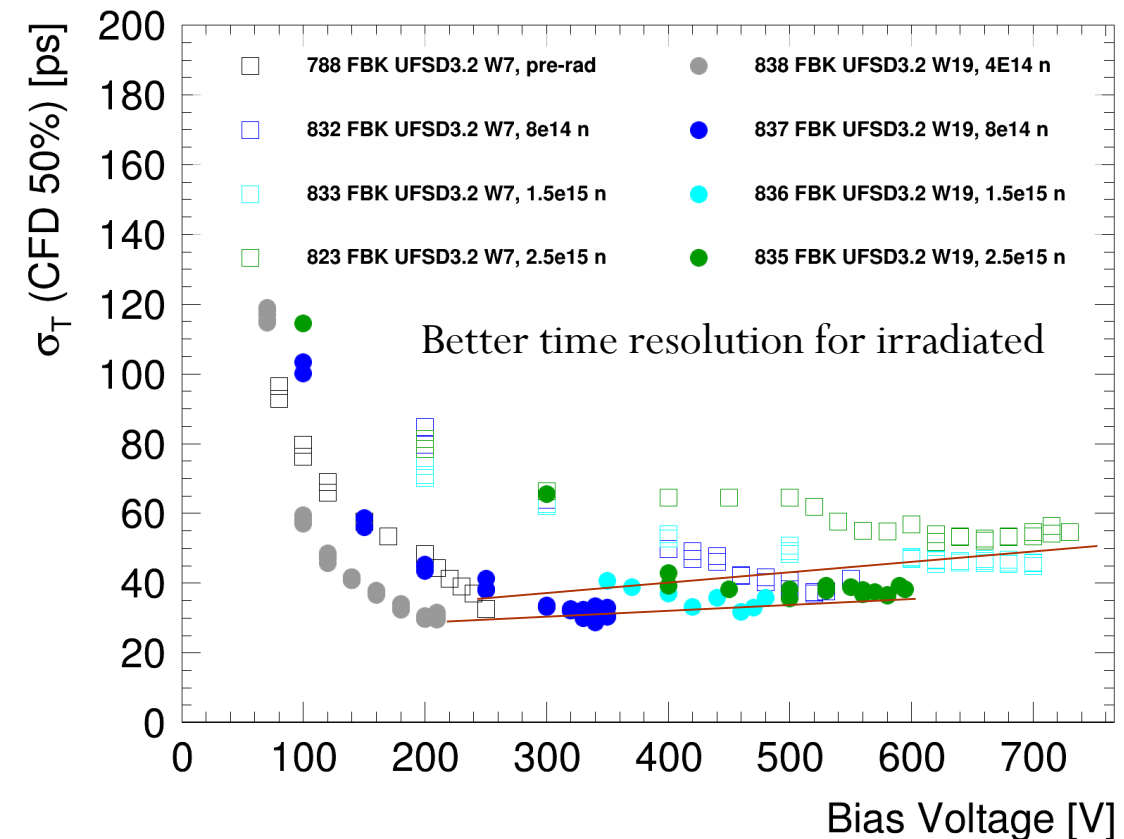 σT (CFD 50%) [ps]
200
180
160
140
120
100
80
60
40
20
0
788 FBK UFSD3.2 W7, pre-rad
838 FBK UFSD3.2 W19, 4E14 n
832 FBK UFSD3.2 W7, 8e14 n
837 FBK UFSD3.2 W19, 8e14 n
833 FBK UFSD3.2 W7, 1.5e15 n
836 FBK UFSD3.2 W19, 1.5e15 n
823 FBK UFSD3.2 W7, 2.5e15 n
835 FBK UFSD3.2 W19, 2.5e15 n
Better time resolution for irradiated
0 100 200 300 400 500 600 700
Bias Voltage [V]